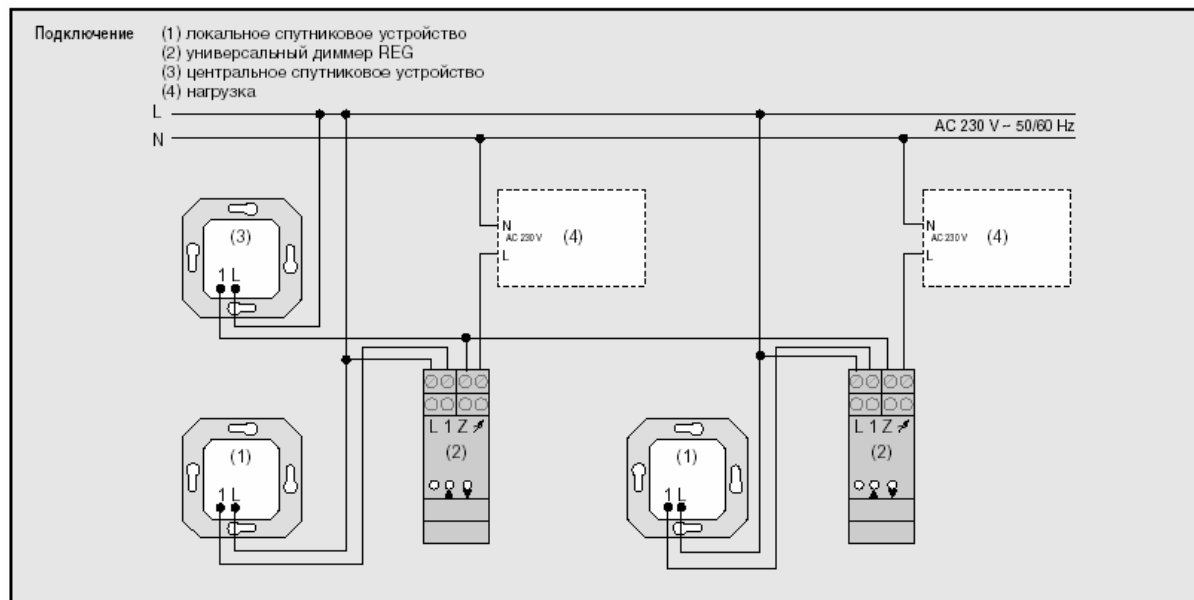 Подключение (1) локальное спутниковое устройство
(2) универсальный диммер REG
(3) центральное спутниковое устройство
(4) нагрузка
L
AC 230 V ~ 50/60 Hz
N
(3)
1 L
N
AC 230 V (4)
L
N
AC 230 V (4)
L
(1)
1 L
L 1 Z
(2)
(1)
1 L
L 1 Z
(2)